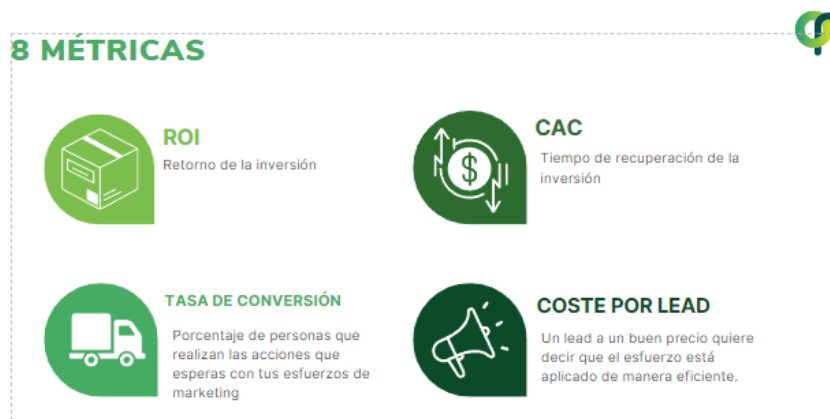 8 MÉTRICAS
ROI
Retorno de la inversión
CAC
Tiempo de recuperación de la
inversión
$
TASA DE CONVERSIÓN
Porcentaje de personas que
realizan las acciones que
esperas con tus esfuerzos de
marketing
COSTE POR LEAD
Un lead a un buen precio quiere
decir que el esfuerzo está
aplicado de manera eficiente.